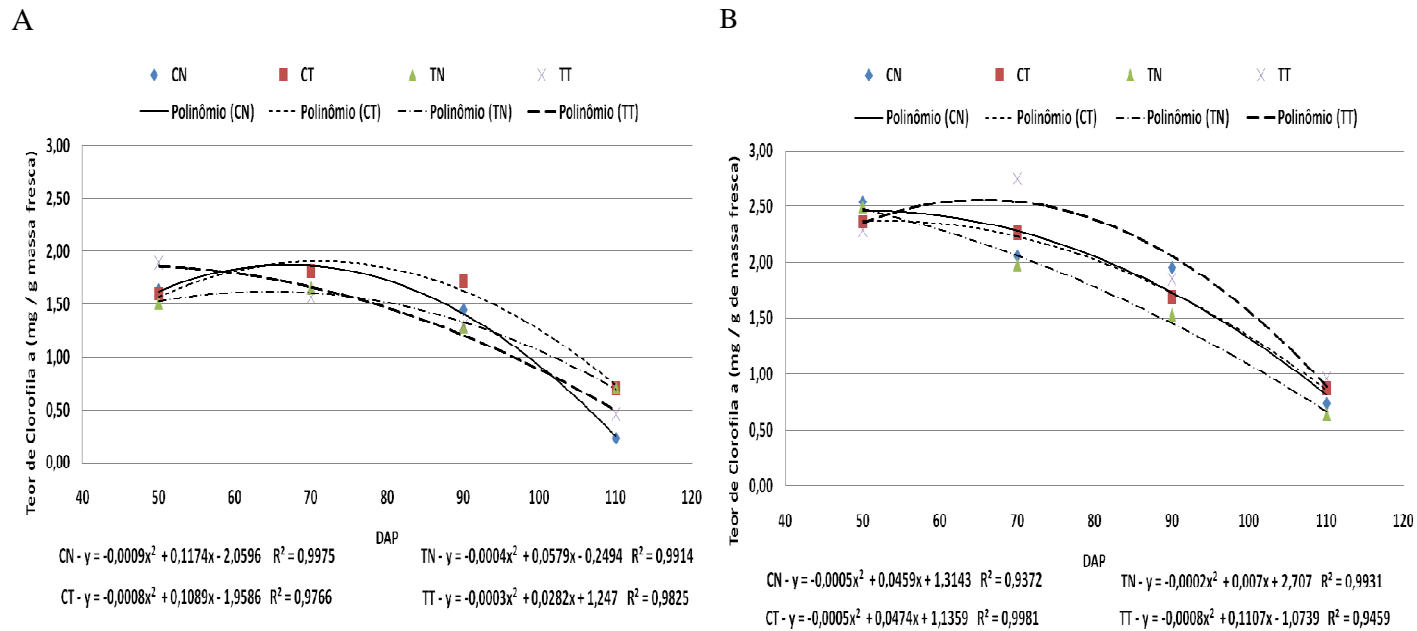 A
CN CT TN TT
Polinômio (CN) Polinômio (CT) Polinômio (TN) Polinômio (TT)
Teor de Clorofila a (mg / g massa fresca)
3,00
2,50
2,00
1,50
1,00
0,50
0,00
40 50 60 70 80 90 100 110 120
DAP
CN - y = -0,0009x² + 0,1174x - 2,0596 R² = 0,9975
TN - y = -0,0004x² + 0,0579x - 0,2494 R² = 0,9914
CT - y = -0,0008x² + 0,1089x - 1,9586 R² = 0,9766
TT - y = -0,0003x² + 0,0282x + 1,247 R² = 0,9825
B
CN CT TN TT
Polinômio (CN) Polinômio (CT) Polinômio (TN) Polinômio (TT)
Teor de Clorofila a (mg / g de massa fresca)
3,00
2,50
2,00
1,50
1,00
0,50
0,00
40 50 60 70 80 90 100 110 120
DAP
CN - y = -0,0005x² + 0,0459x + 1,3143 R² = 0,9372
TN - y = -0,0002x² + 0,007x + 2,707 R² = 0,9931
CT - y = -0,0005x² + 0,0474x + 1,1359 R² = 0,9981
TT - y = -0,0008x² + 0,1107x - 1,0739 R² = 0,9459